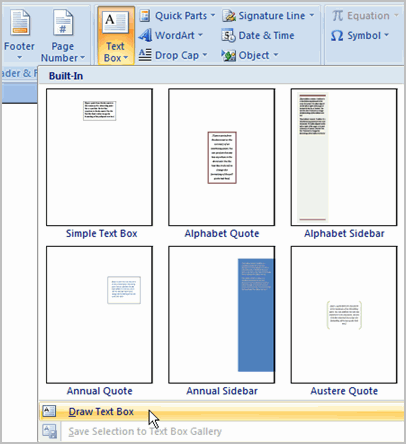 Quick Parts Signature Line Equation
Footer Page Number Text Box WordArt Date & Time Symbol
Drop Cap Object
ader & F
Built-In
Simple Text Box Alphabet Quote Alphabet Sidebar
Annual Quote Annual Sidebar Austere Quote
Draw Text Box
Save Selection to Text Box Gallery